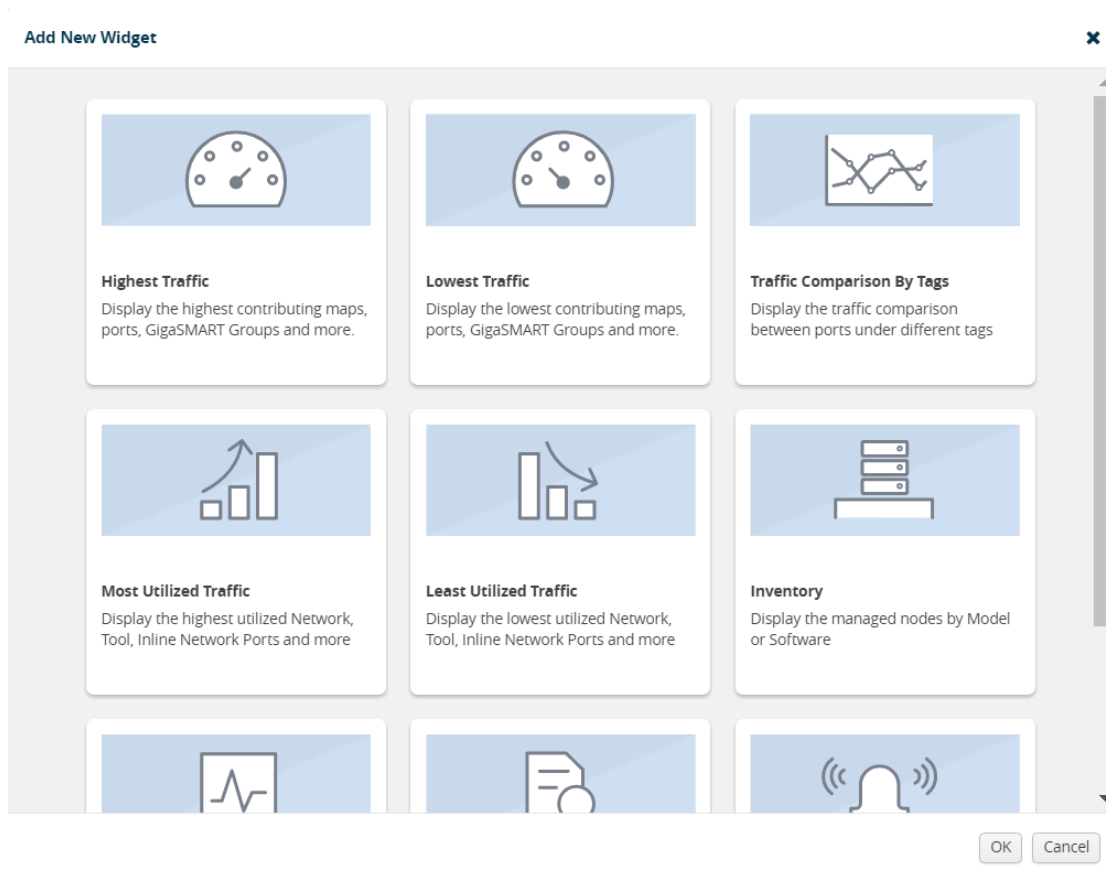 Add New Widget
Highest Traffic
Display the highest contributing maps,
ports, GigaSMART Groups and more.
Lowest Traffic
Display the lowest contributing maps,
ports, GigaSMART Groups and more.
Traffic Comparison By Tags
Display the traffic comparison
between ports under different tags
Most Utilized Traffic
Display the highest utilized Network,
Tool, Inline Network Ports and more
Least Utilized Traffic
Display the lowest utilized Network,
Tool, Inline Network Ports and more
Inventory
Display the managed nodes by Model
or Software
OK
Cancel